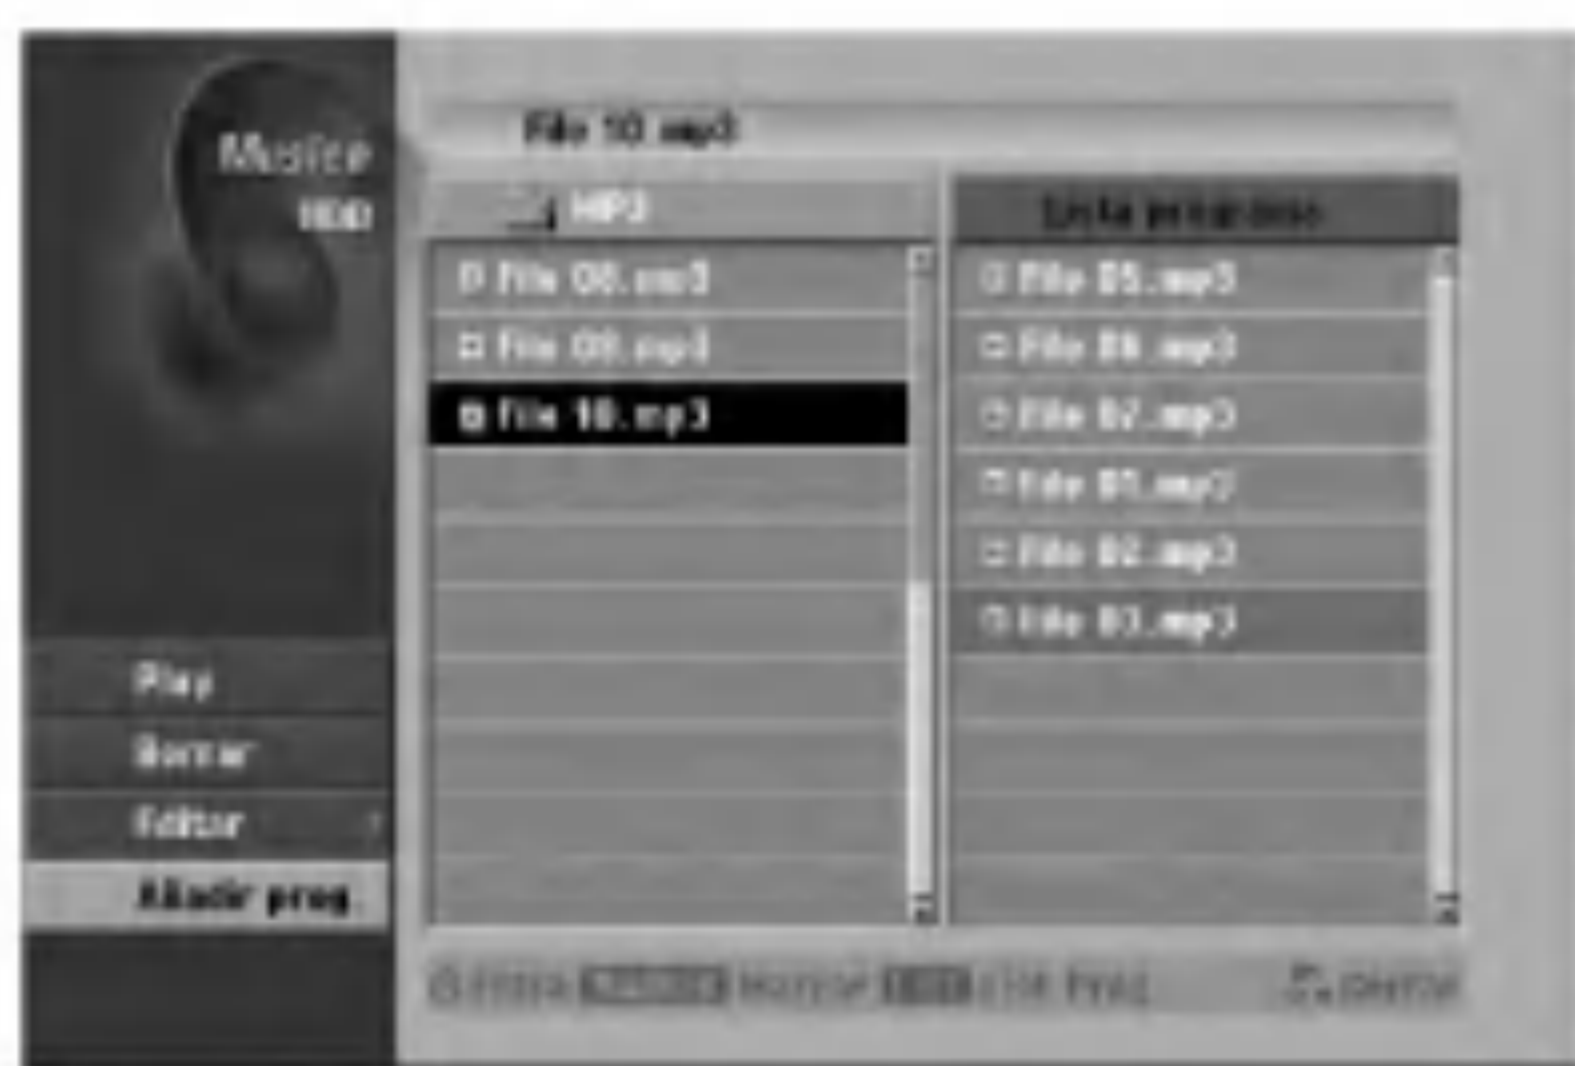 Musica
HDD
Play
Borrar
Editar
Añadir prog.
File 10.mp3
MP3
File 08.mp3
File 09.mp3
File 10.mp3
Lista programa
File 05.mp3
File 06.mp3
File 07.mp3
File 01.mp3
File 02.mp3
File 03.mp3
Prog.